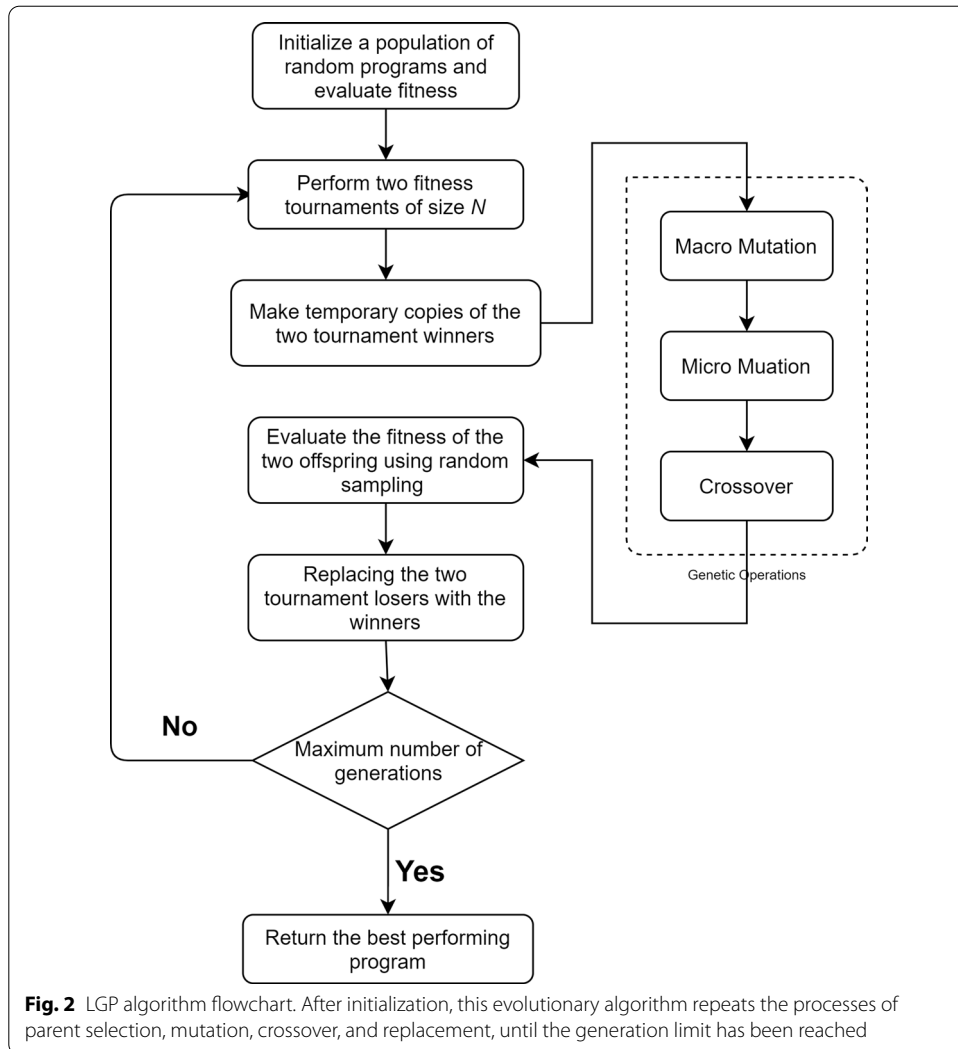 Initialize a population of
random programs and
evaluate fitness
Perform two fitness
tournaments of size N
Make temporary copies of the
two tournament winners
Macro Mutation
Micro Muation
Crossover
Genetic Operations
Evaluate the fitness of the
two offspring using random
sampling
Replacing the two
tournament losers with the
winners
No
Maximum number of
generations
Yes
Return the best performing
program
Fig. 2 LGP algorithm flowchart. After initialization, this evolutionary algorithm repeats the processes of
parent selection, mutation, crossover, and replacement, until the generation limit has been reached